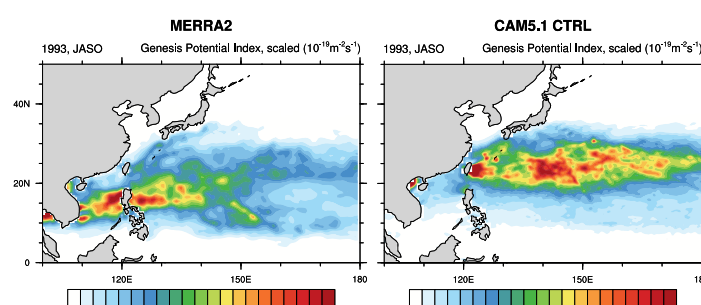 MERRA2
CAM5.1 CTRL
1993, JASO Genesis Potential Index, scaled (10⁻¹⁹m⁻²s⁻¹)
1993, JASO Genesis Potential Index, scaled (10⁻¹⁹m⁻²s⁻¹)
40N
20N
0
120E 150E 180
120E 150E 18